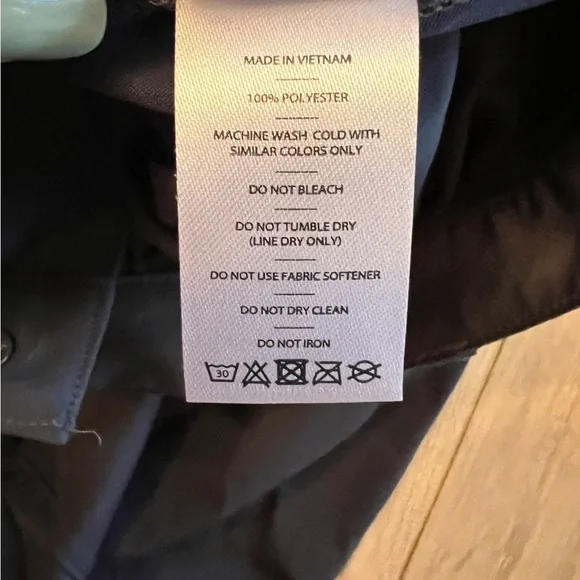 MADE IN VIETNAM
100% POLYESTER
MACHINE WASH COLD WITH
SIMILAR COLORS ONLY
DO NOT BLEACH
DO NOT TUMBLE DRY
(LINE DRY ONLY)
DO NOT USE FABRIC SOFTENER
DO NOT DRY CLEAN
DO NOT IRON
30